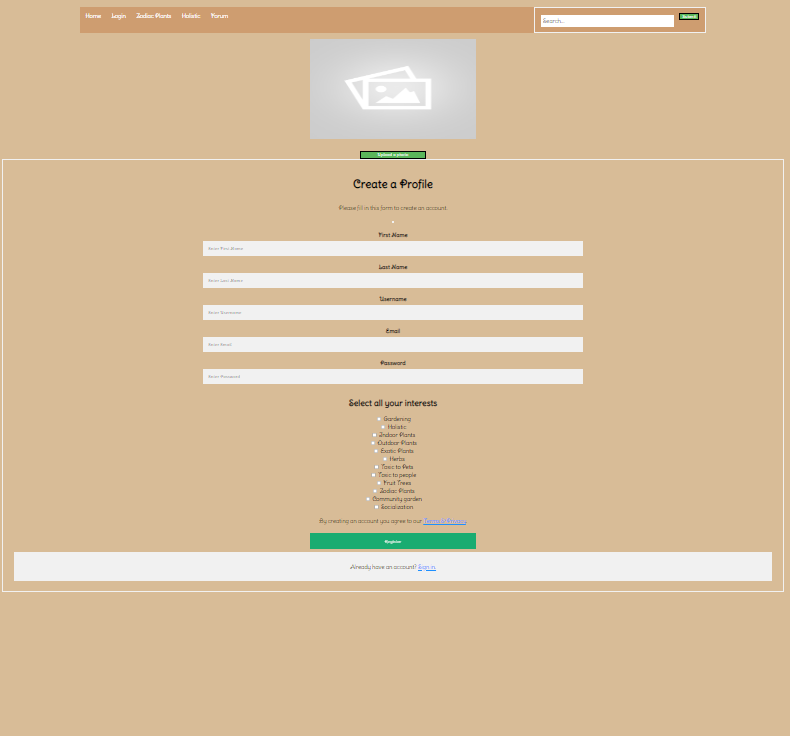 Home Login Zodiac Plants Holistic Forum
Search... Submit
Upload a photo
Create a Profile
Please fill in this form to create an account.
First Name
Enter First Name
Last Name
Enter Last Name
Username
Enter Username
Email
Enter Email
Password
Enter Password
Select all your interests
Gardening
Holistic
Indoor Plants
Outdoor Plants
Exotic Plants
Herbs
Toxic to Pets
Toxic to people
Fruit Trees
Zodiac Plants
Community garden
Socialization
By creating an account you agree to our Terms & Privacy.
Register
Already have an account? Sign in.